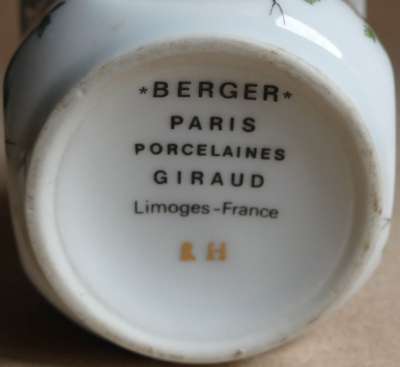 *BERGER*
PARIS
PORCELAINES
GIRAUD
Limoges-France
R H